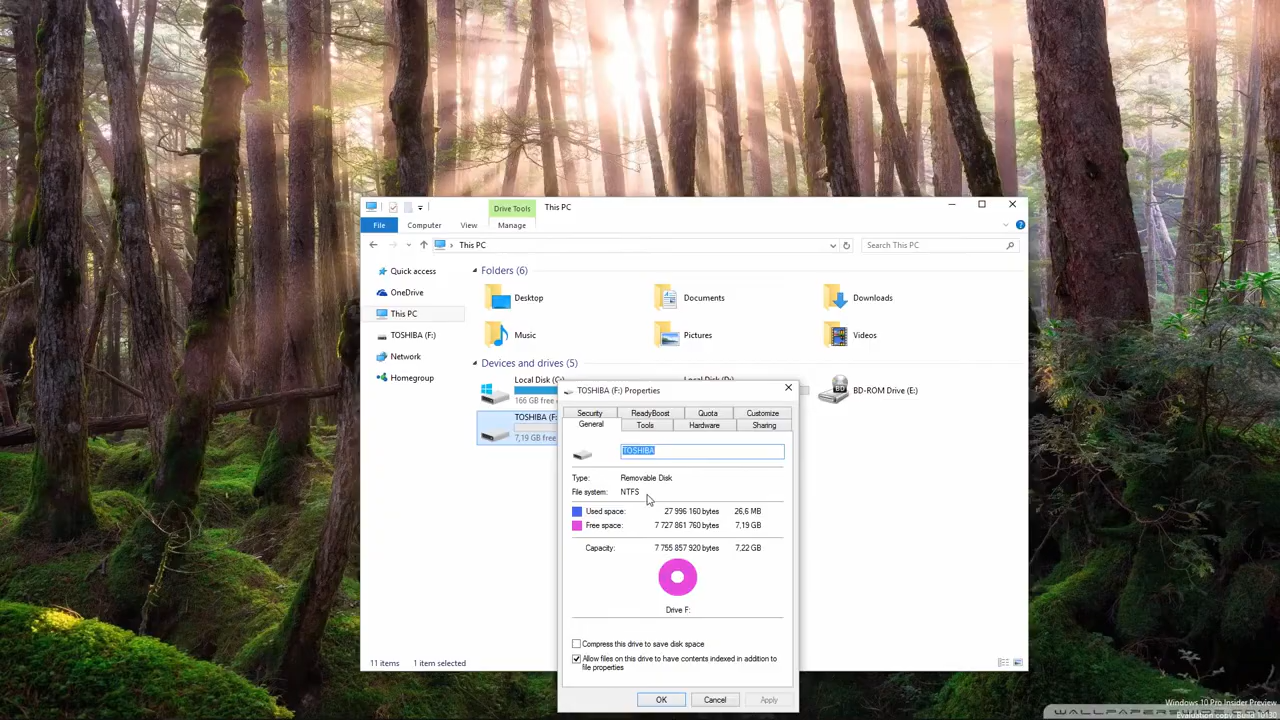 Drive Tools
This PC
File
Computer
View
Manage
This PC
Search This PC
Quick access
OneDrive
This PC
TOSHIBA (F:)
Network
Homegroup
Folders (6)
Desktop
Documents
Downloads
Music
Pictures
Videos
Devices and drives (5)
Local Disk (C:)
166 GB free
Local Disk (D:)
BD
BD-ROM Drive (E:)
TOSHIBA (F:
7,19 GB free
TOSHIBA (F:) Properties
Security
ReadyBoost
Quota
Customize
General
Tools
Hardware
Sharing
TOSHIBA
Type: Removable Disk
File system: NTFS
Used space: 27 996 160 bytes 26,6 MB
Free space: 7 727 861 760 bytes 7,19 GB
Capacity: 7 755 857 920 bytes 7,22 GB
Drive F:
Compress this drive to save disk space
Allow files on this drive to have contents indexed in addition to
file properties
OK
Cancel
Apply
11 items
1 item selected
Windows 10 Pro Insider Preview
Evaluation copy. Build